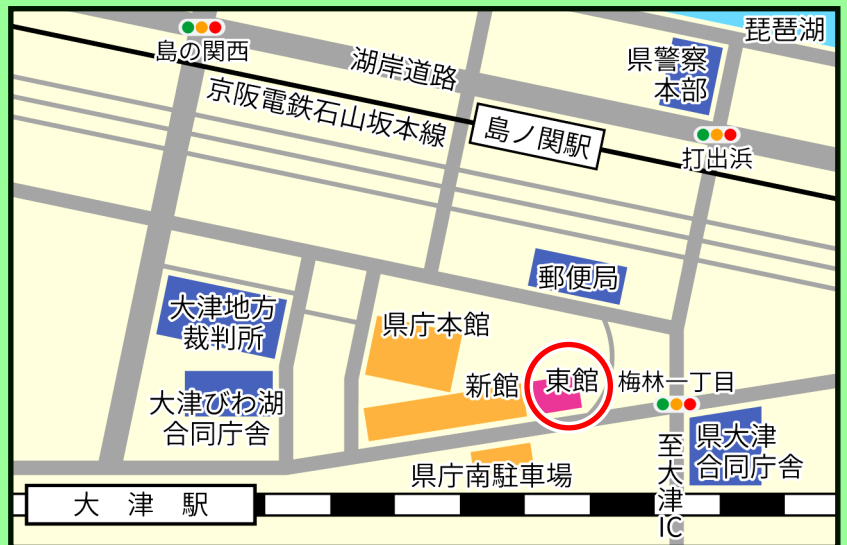 琵琶湖
島の関西
湖岸道路
県警察
本部
京阪電鉄石山坂本線
島ノ関駅
打出浜
郵便局
大津地方
裁判所
県庁本館
新館
東館
梅林一丁目
大津びわ湖
合同庁舎
県大津
合同庁舎
県庁南駐車場
至大津IC
大津駅